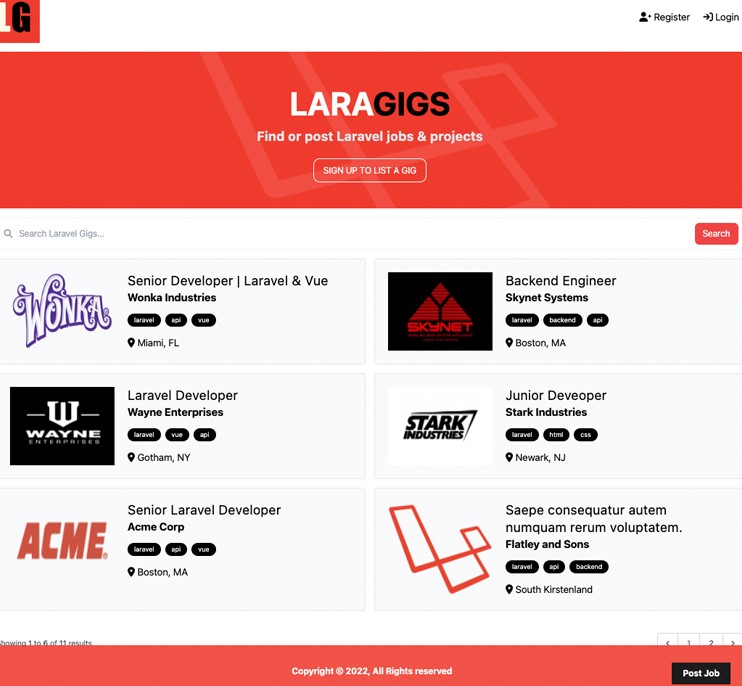 LG
Register
Login
LARAGIGS
Find or post Laravel jobs & projects
SIGN UP TO LIST A GIG
Search Laravel Gigs...
Search
WONKA
Senior Developer | Laravel & Vue
Wonka Industries
laravel api vue
Miami, FL
SKYNET
Backend Engineer
Skynet Systems
laravel backend api
Boston, MA
W
WAYNE
ENTERPRISES
Laravel Developer
Wayne Enterprises
laravel vue api
Gotham, NY
STARK
INDUSTRIES
Junior Deveoper
Stark Industries
laravel html css
Newark, NJ
ACME
Senior Laravel Developer
Acme Corp
laravel api vue
Boston, MA
Saepe consequatur autem
numquam rerum voluptatem.
Flatley and Sons
laravel api backend
South Kirstenland
Showing 1 to 6 of 11 results
‹ 1 2 ›
Copyright © 2022, All Rights reserved
Post Job